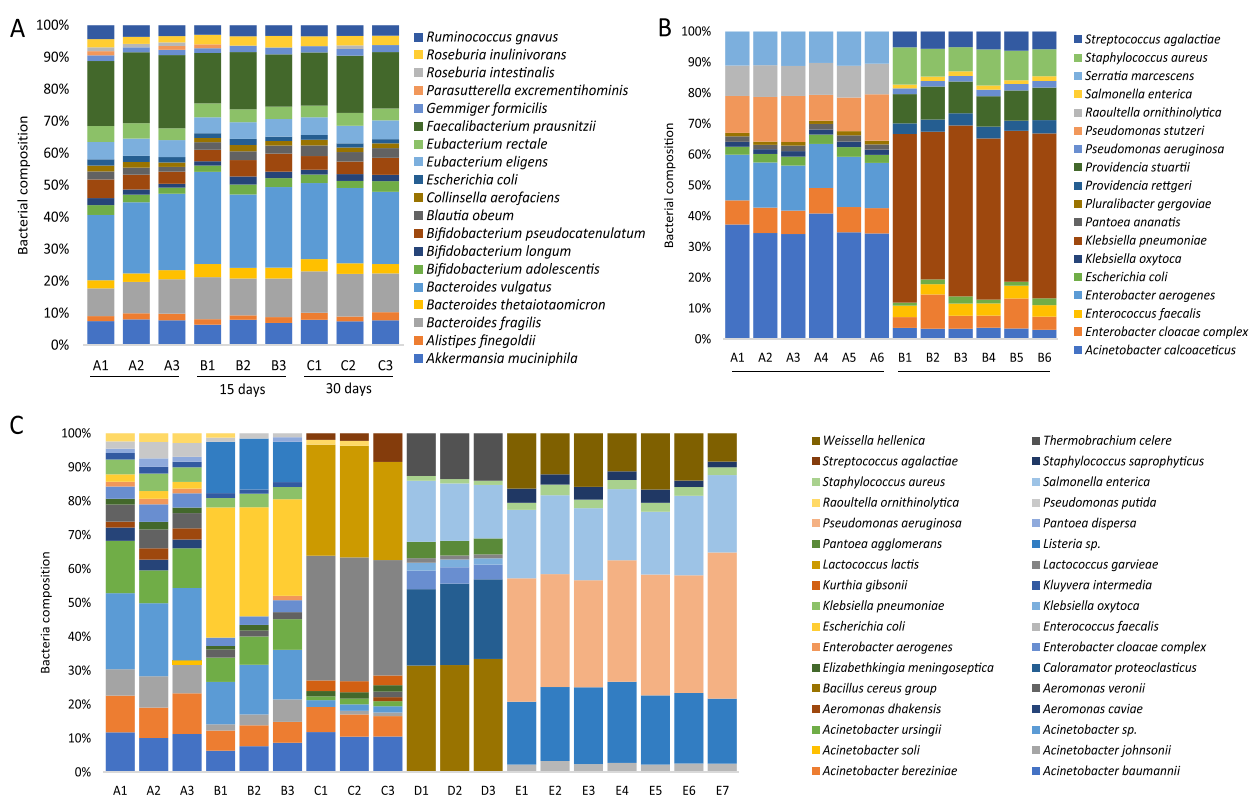 A
100%
90%
80%
70%
60%
50%
40%
30%
20%
10%
0%
Bacterial composition
A1 A2 A3 B1 B2 B3 C1 C2 C3
15 days 30 days
Ruminococcus gnavus
Roseburia inulinivorans
Roseburia intestinalis
Parasutterella excrementihominis
Gemmiger formicilis
Faecalibacterium prausnitzii
Eubacterium rectale
Eubacterium eligens
Escherichia coli
Collinsella aerofaciens
Blautia obeum
Bifidobacterium pseudocatenulatum
Bifidobacterium longum
Bifidobacterium adolescentis
Bacteroides vulgatus
Bacteroides thetaiotaomicron
Bacteroides fragilis
Alistipes finegoldii
Akkermansia muciniphila
B
100%
90%
80%
70%
60%
50%
40%
30%
20%
10%
0%
Bacterial composition
A1 A2 A3 A4 A5 A6 B1 B2 B3 B4 B5 B6
Streptococcus agalactiae
Staphylococcus aureus
Serratia marcescens
Salmonella enterica
Raoultella ornithinolytica
Pseudomonas stutzeri
Pseudomonas aeruginosa
Providencia stuartii
Providencia rettgeri
Pluralibacter gergoviae
Pantoea ananatis
Klebsiella pneumoniae
Klebsiella oxytoca
Escherichia coli
Enterobacter aerogenes
Enterococcus faecalis
Enterobacter cloacae complex
Acinetobacter calcoaceticus
C
100%
90%
80%
70%
60%
50%
40%
30%
20%
10%
0%
Bacteria composition
A1 A2 A3 B1 B2 B3 C1 C2 C3 D1 D2 D3 E1 E2 E3 E4 E5 E6 E7
Weissella hellenica Thermobrachium celere
Streptococcus agalactiae Staphylococcus saprophyticus
Staphylococcus aureus Salmonella enterica
Raoultella ornithinolytica Pseudomonas putida
Pseudomonas aeruginosa Pantoea dispersa
Pantoea agglomerans Listeria sp.
Lactococcus lactis Lactococcus garvieae
Kurthia gibsonii Kluyvera intermedia
Klebsiella pneumoniae Klebsiella oxytoca
Escherichia coli Enterococcus faecalis
Enterobacter aerogenes Enterobacter cloacae complex
Elizabethkingia meningoseptica Caloramator proteoclasticus
Bacillus cereus group Aeromonas veronii
Aeromonas dhakensis Aeromonas caviae
Acinetobacter ursingii Acinetobacter sp.
Acinetobacter soli Acinetobacter johnsonii
Acinetobacter bereziniae Acinetobacter baumannii